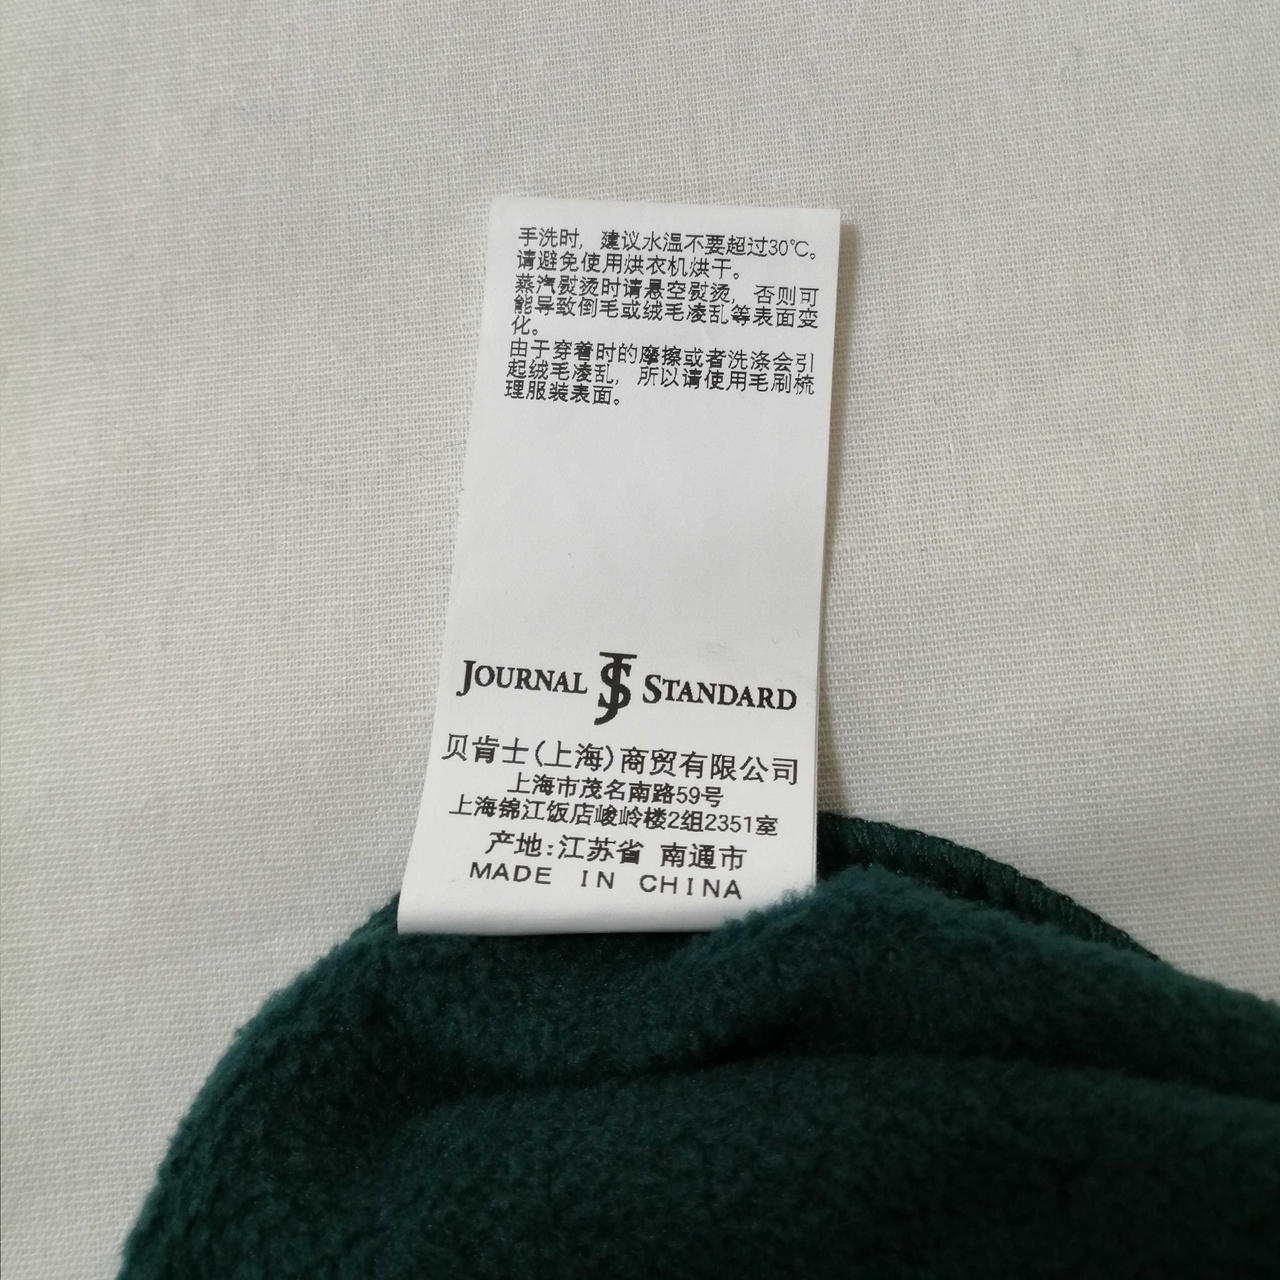 手洗时，建议水温不要超过30℃。
请避免使用烘衣机烘干。
蒸汽熨烫时请悬空熨烫，否则可
能导致倒毛或绒毛凌乱等表面变
化。
由于穿着时的摩擦或者洗涤会引
起绒毛凌乱，所以请使用毛刷梳
理服装表面。
JOURNAL JS STANDARD
贝肯士(上海)商贸有限公司
上海市茂名南路59号
上海锦江饭店峻岭楼2组2351室
产地:江苏省 南通市
MADE IN CHINA